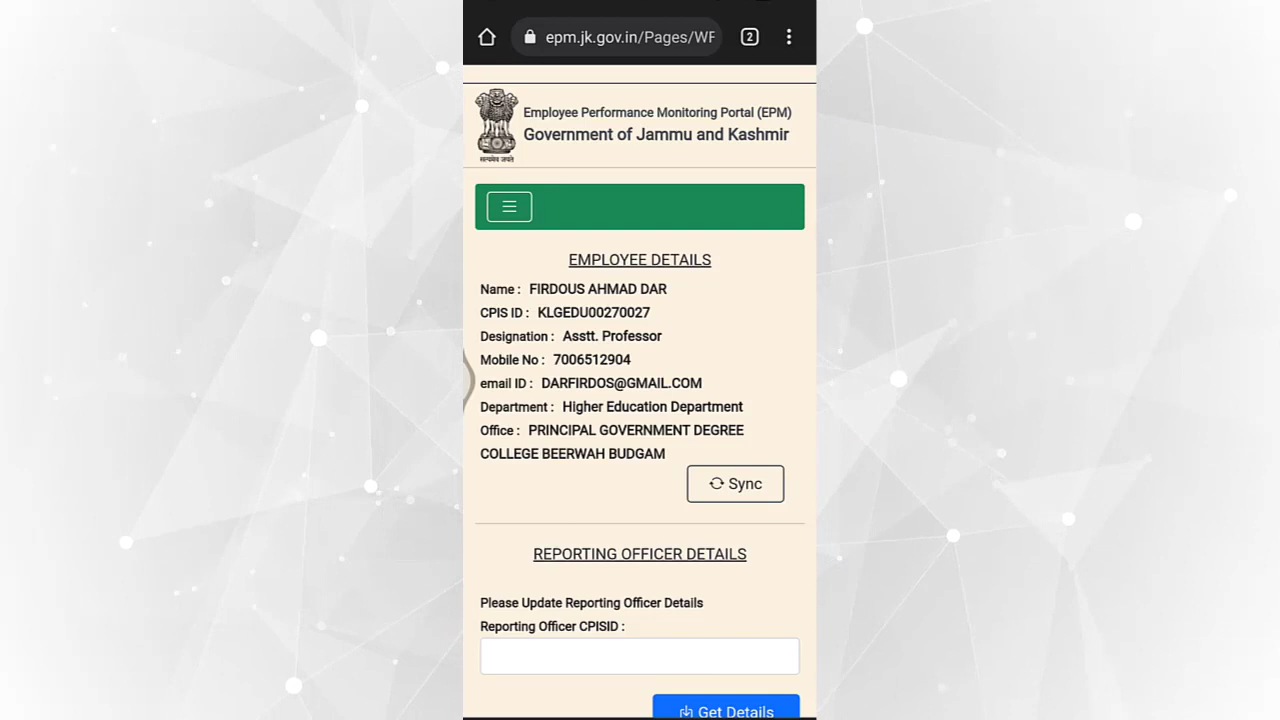 epm.jk.gov.in/Pages/WF
2
Employee Performance Monitoring Portal (EPM)
Government of Jammu and Kashmir
सत्यमेव जयते
EMPLOYEE DETAILS
Name : FIRDOUS AHMAD DAR
CPIS ID : KLGEDU00270027
Designation : Asstt. Professor
Mobile No : 7006512904
email ID : DARFIRDOS@GMAIL.COM
Department : Higher Education Department
Office : PRINCIPAL GOVERNMENT DEGREE
COLLEGE BEERWAH BUDGAM
Sync
REPORTING OFFICER DETAILS
Please Update Reporting Officer Details
Reporting Officer CPISID :
Get Details